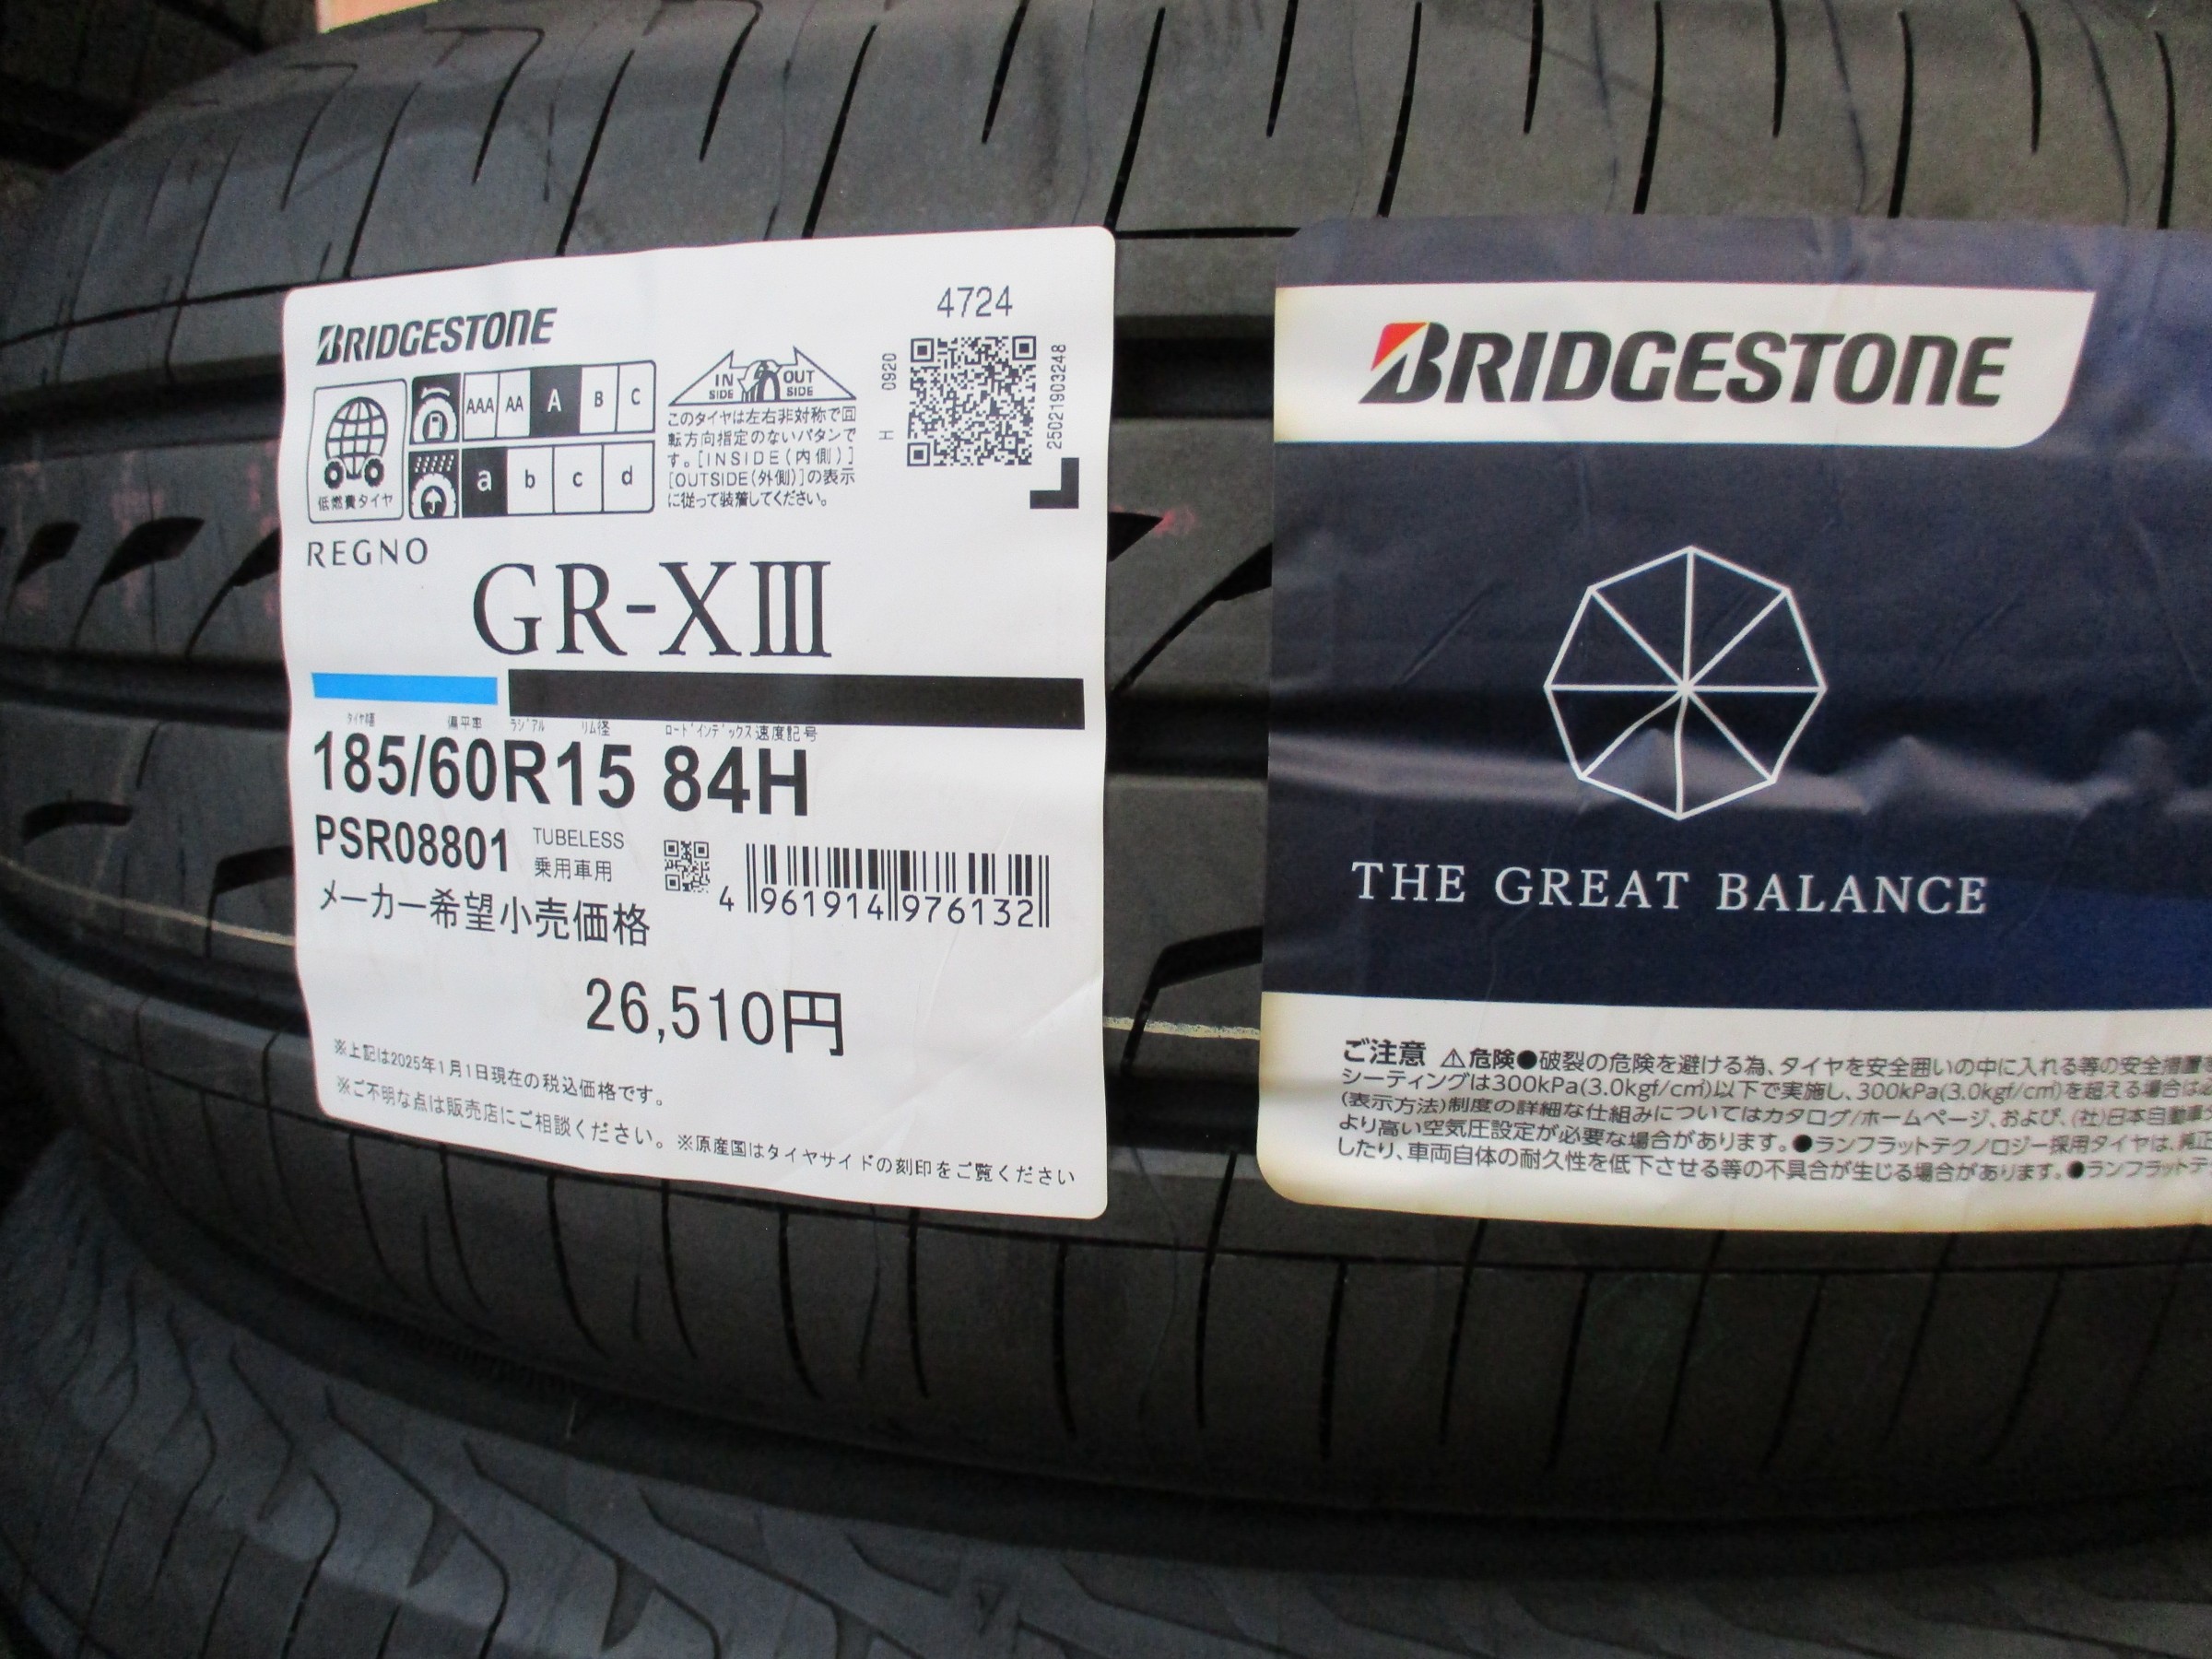 BRIDGESTONE
4724
H 0920
25021903248
AAA AA A B C
a b c d
低燃費タイヤ
IN SIDE OUT SIDE
このタイヤは左右非対称で回
転方向指定のないパタンで
す。[INSIDE(内側)]
[OUTSIDE(外側)]の表示
に従って装着してください。
REGNO
GR-XⅢ
タイヤ幅 偏平率 ラジアル リム径 ロードインデックス 速度記号
185/60R15 84H
PSR08801
TUBELESS
乗用車用
4 961914 976132
メーカー希望小売価格
26,510円
※上記は2025年1月1日現在の税込価格です。
※ご不明な点は販売店にご相談ください。※原産国はタイヤサイドの刻印をご覧ください
BRIDGESTONE
THE GREAT BALANCE
ご注意 ⚠危険●破裂の危険を避ける為、タイヤを安全囲いの中に入れる等の安全措置を
シーティングは300kPa(3.0kgf/c㎡)以下で実施し、300kPa(3.0kgf/c㎡)を超える場合は
(表示方法)制度の詳細な仕組みについてはカタログ/ホームページ、および、(社)日本自動車
より高い空気圧設定が必要な場合があります。●ランフラットテクノロジー採用タイヤは、純正
したり、車両自体の耐久性を低下させる等の不具合が生じる場合があります。●ランフラットテ